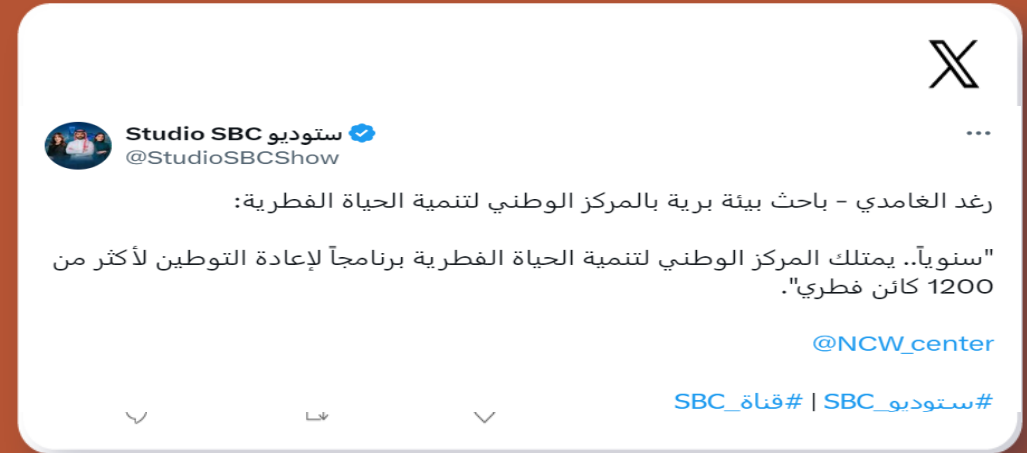 ستوديو Studio SBC
@StudioSBCShow
رغد الغامدي – باحث بيئة برية بالمركز الوطني لتنمية الحياة الفطرية:
"سنوياً.. يمتلك المركز الوطني لتنمية الحياة الفطرية برنامجاً لإعادة التوطين لأكثر من
1200 كائن فطري".
@NCW_center
#ستوديو_SBC | #قناة_SBC